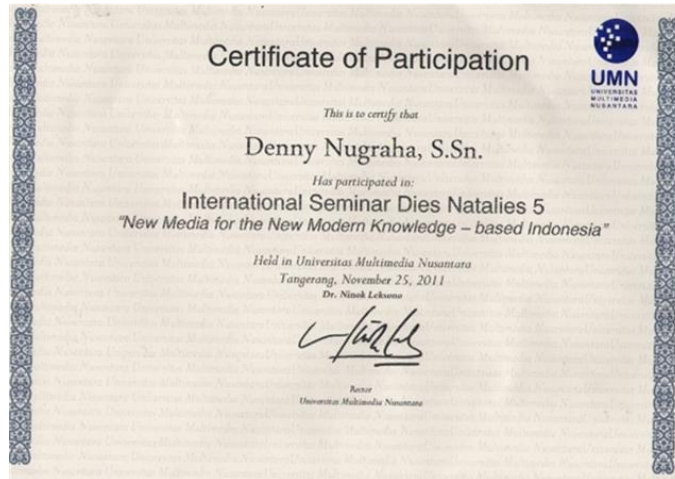 Certificate of Participation
UMN
UNIVERSITAS
MULTIMEDIA
NUSANTARA
This is to certify that
Denny Nugraha, S.Sn.
Has participated in:
International Seminar Dies Natalies 5
"New Media for the New Modern Knowledge – based Indonesia"
Held in Universitas Multimedia Nusantara
Tangerang, November 25, 2011
Dr. Ninok Leksono
Rector
Universitas Multimedia Nusantara